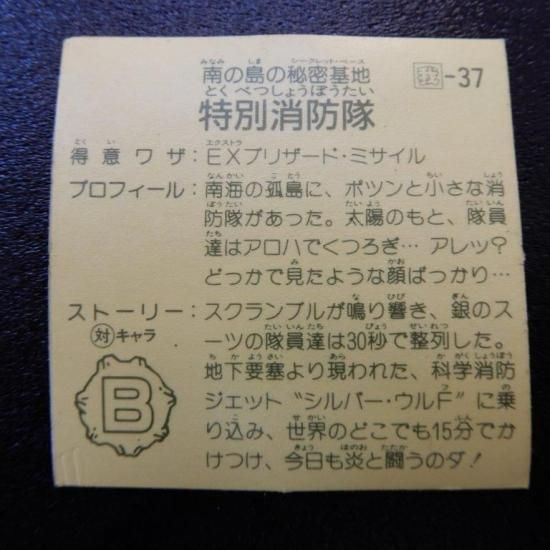 南の島の秘密基地
特別消防隊
-37
得意ワザ:EXブリザード・ミサイル
プロフィール:南海の孤島に、ポツンと小さな消
防隊があった。太陽のもと、隊員
達はアロハでくつろぎ…アレッ?
どっかで見たような顔ばっかり…
ストーリー:スクランブルが鳴り響き、銀のス
ーツの隊員達は30秒で整列した。
地下要塞より現われた、科学消防
ジェット“シルバー・ウルF”に乗
り込み、世界のどこでも15分でか
けつけ、今日も炎と闘うのダ!
対キャラ
B